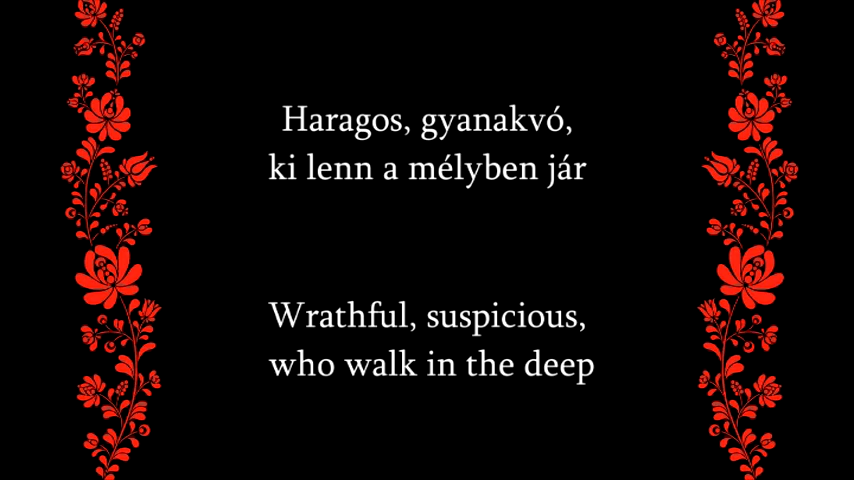 Haragos, gyanakvó,
ki lenn a mélyben jár
Wrathful, suspicious,
who walk in the deep